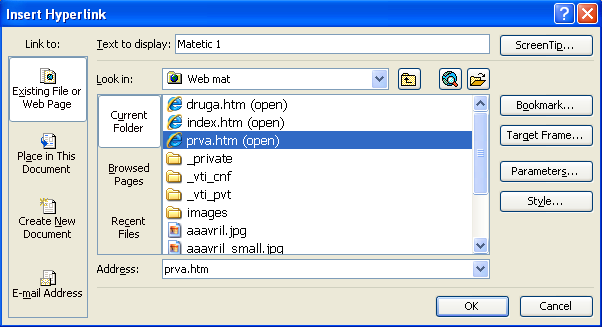 Insert Hyperlink
Link to:
Text to display: Matetic 1
ScreenTip...
Existing File or
Web Page
Look in: Web mat
Current
Folder
druga.htm (open)
index.htm (open)
prva.htm (open)
_private
_vti_cnf
_vti_pvt
images
aaavril.jpg
aaavril_small.jpg
Bookmark...
Target Frame...
Parameters...
Style...
Place in This
Document
Browsed
Pages
Create New
Document
Recent
Files
E-mail Address
Address: prva.htm
OK
Cancel